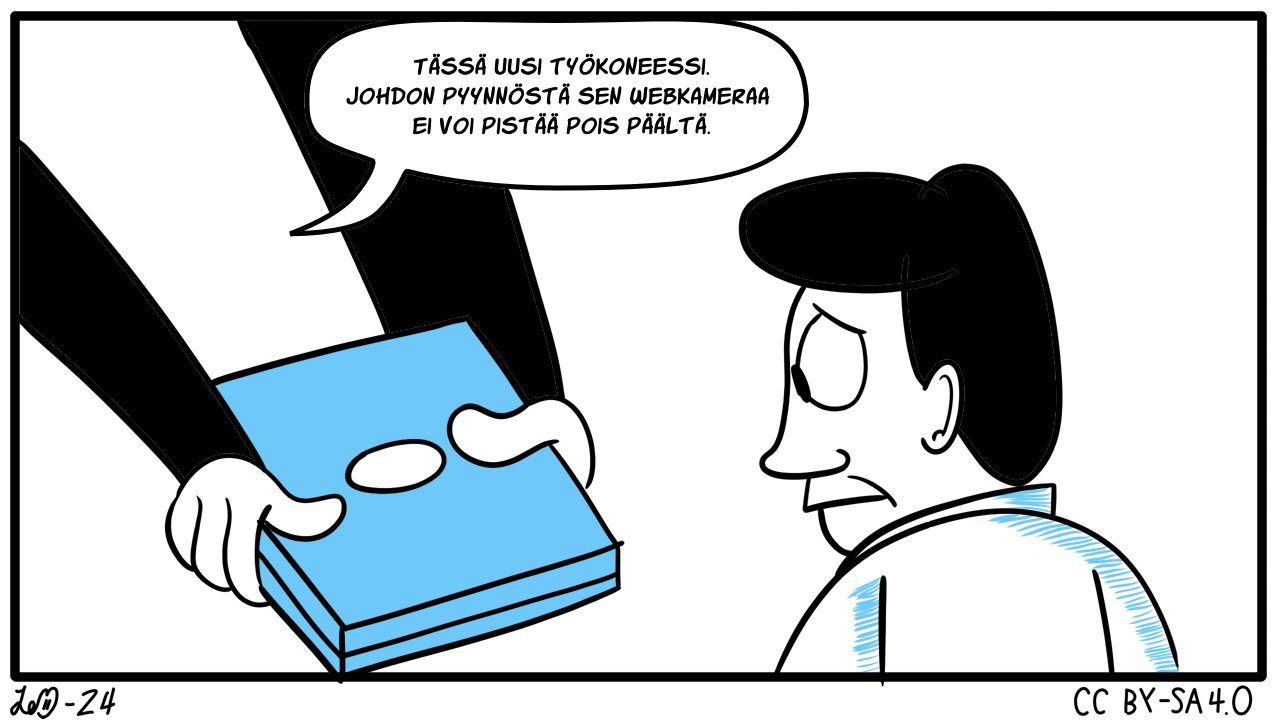 TÄSSÄ UUSI TYÖKONEESSI.
JOHDON PYYNNÖSTÄ SEN WEBKAMERAA
EI VOI PISTÄÄ POIS PÄÄLTÄ.
-24
CC BY-SA 4.0